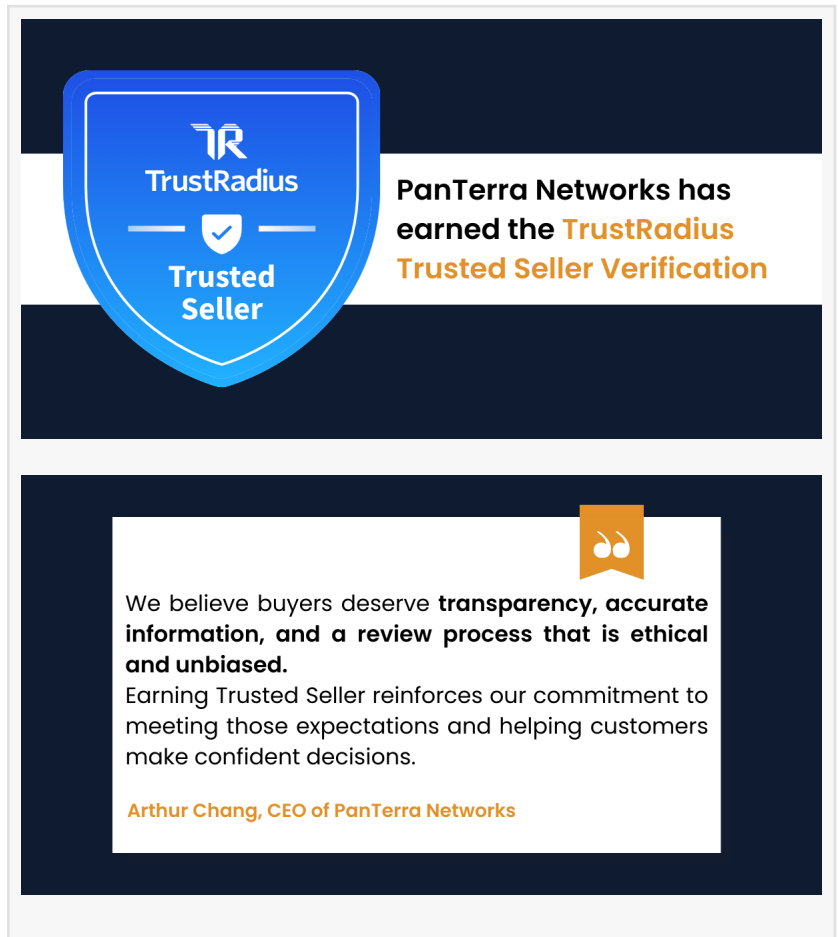 TR
TrustRadius
Trusted
Seller
PanTerra Networks has
earned the TrustRadius
Trusted Seller Verification
“
We believe buyers deserve transparency, accurate
information, and a review process that is ethical
and unbiased.
Earning Trusted Seller reinforces our commitment to
meeting those expectations and helping customers
make confident decisions.
Arthur Chang, CEO of PanTerra Networks